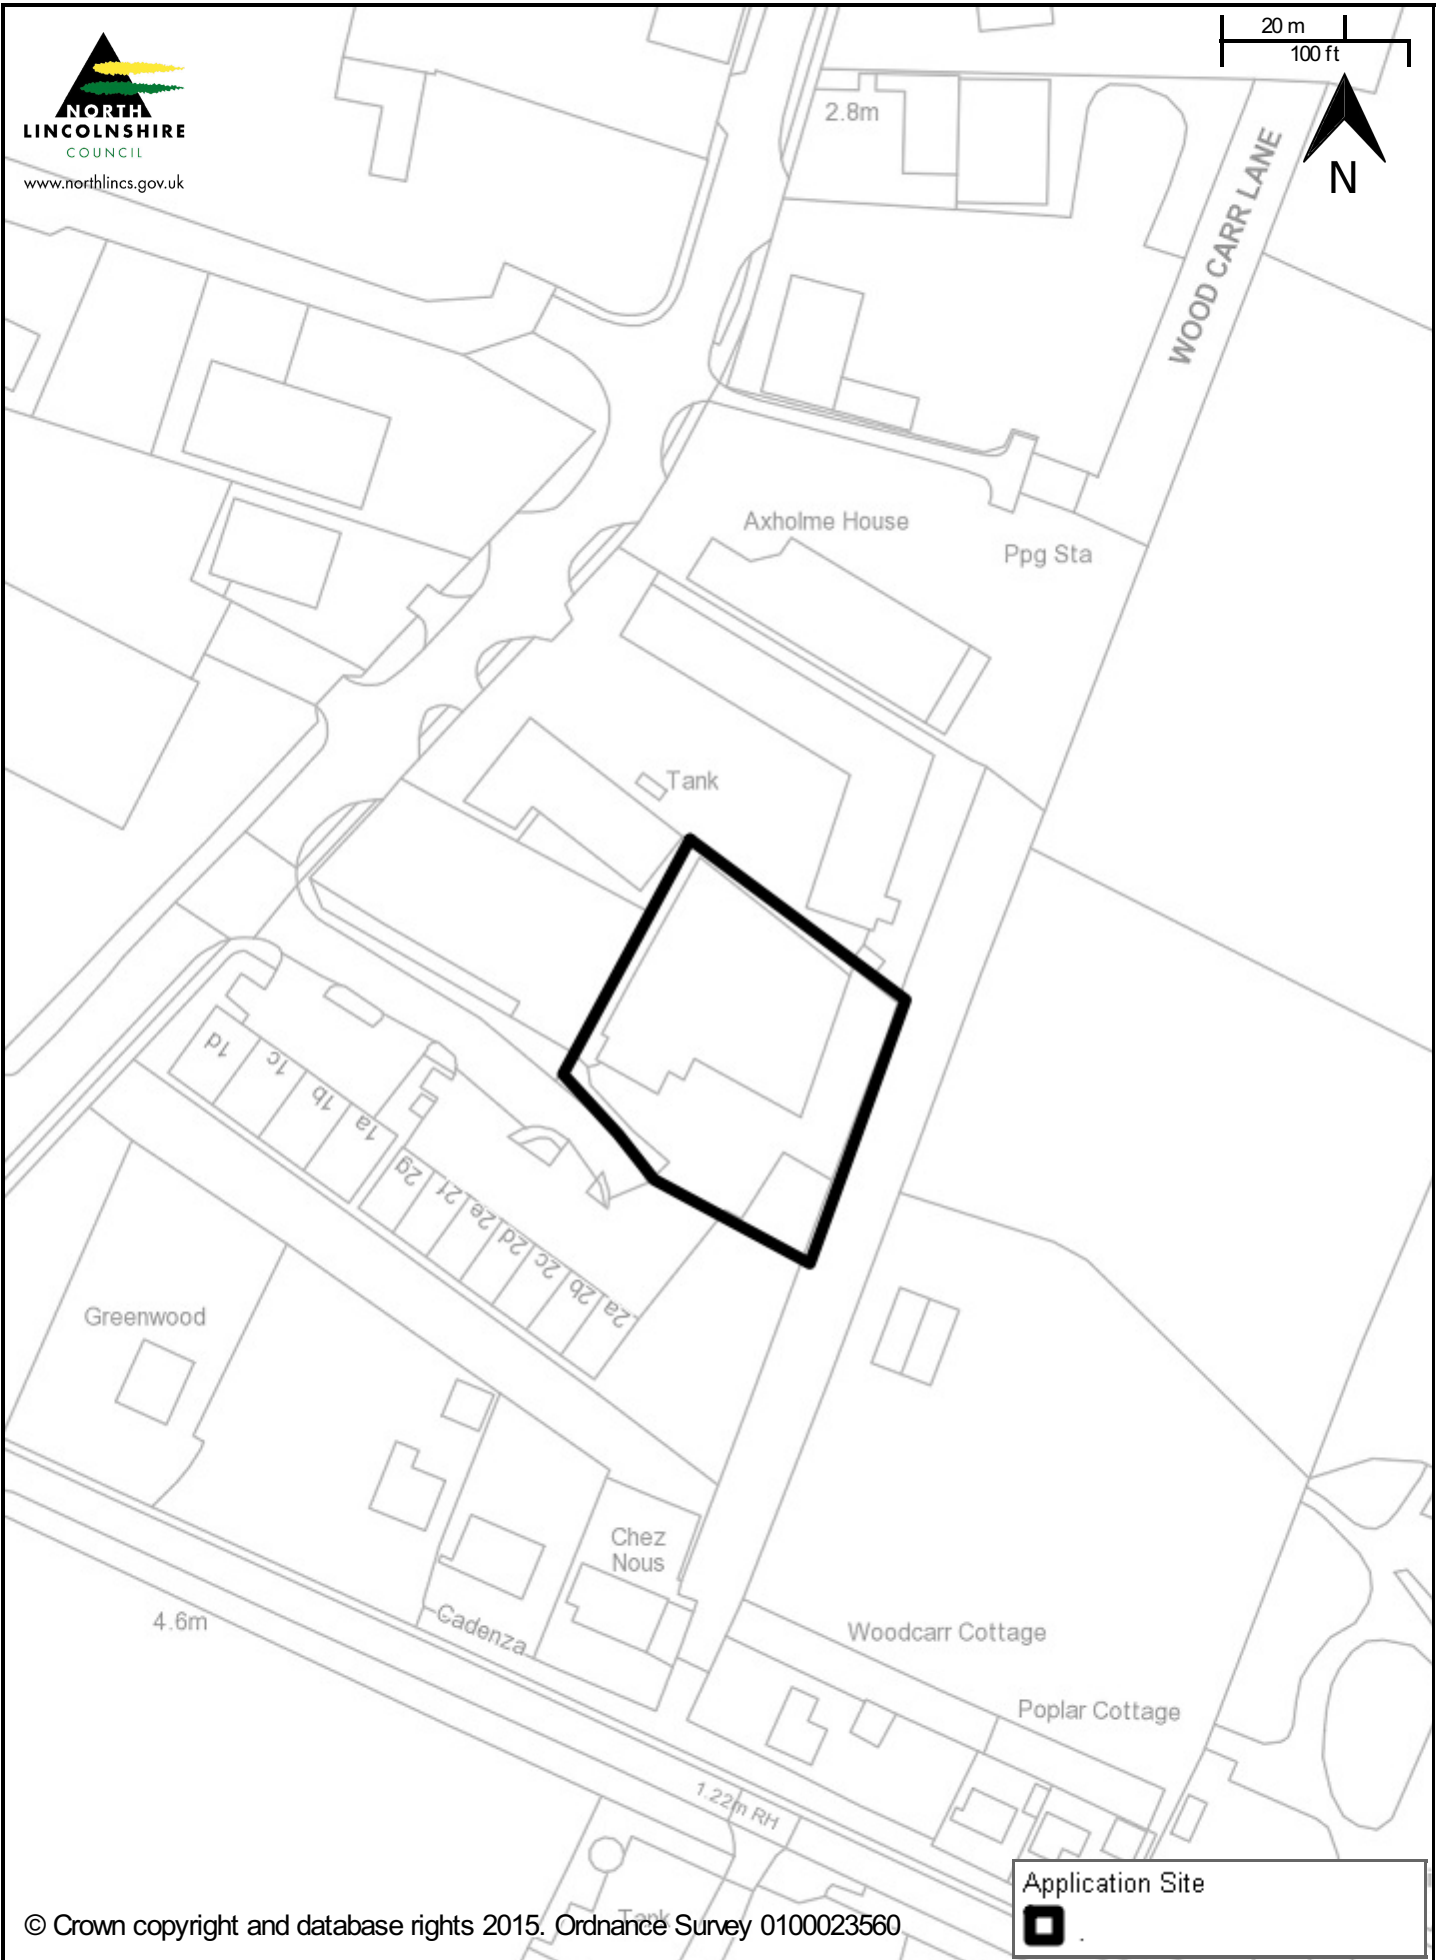 NORTH
LINCOLNSHIRE
COUNCIL
www.northlincs.gov.uk
20 m
100 ft
N
2.8m
WOOD CARR LANE
Axholme House
Ppg Sta
Tank
1d
1c
1b
1a
2g
2f
2e
2d
2c
2b
2a
Greenwood
Chez
Nous
Cadenza
4.6m
Woodcarr Cottage
Poplar Cottage
1.22m RH
Tank
Application Site
.
© Crown copyright and database rights 2015. Ordnance Survey 0100023560